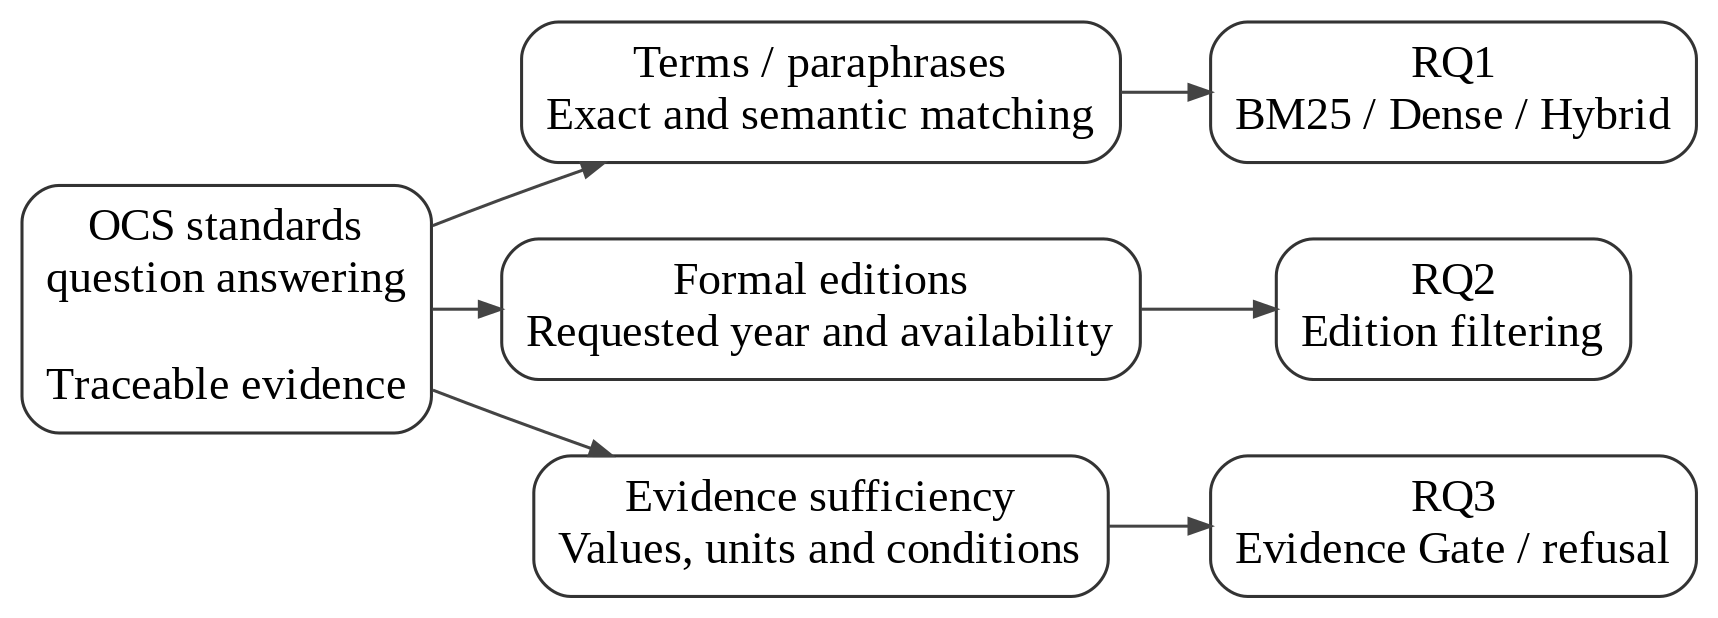 OCS standards
question answering
Traceable evidence
Terms / paraphrases
Exact and semantic matching
RQ1
BM25 / Dense / Hybrid
Formal editions
Requested year and availability
RQ2
Edition filtering
Evidence sufficiency
Values, units and conditions
RQ3
Evidence Gate / refusal